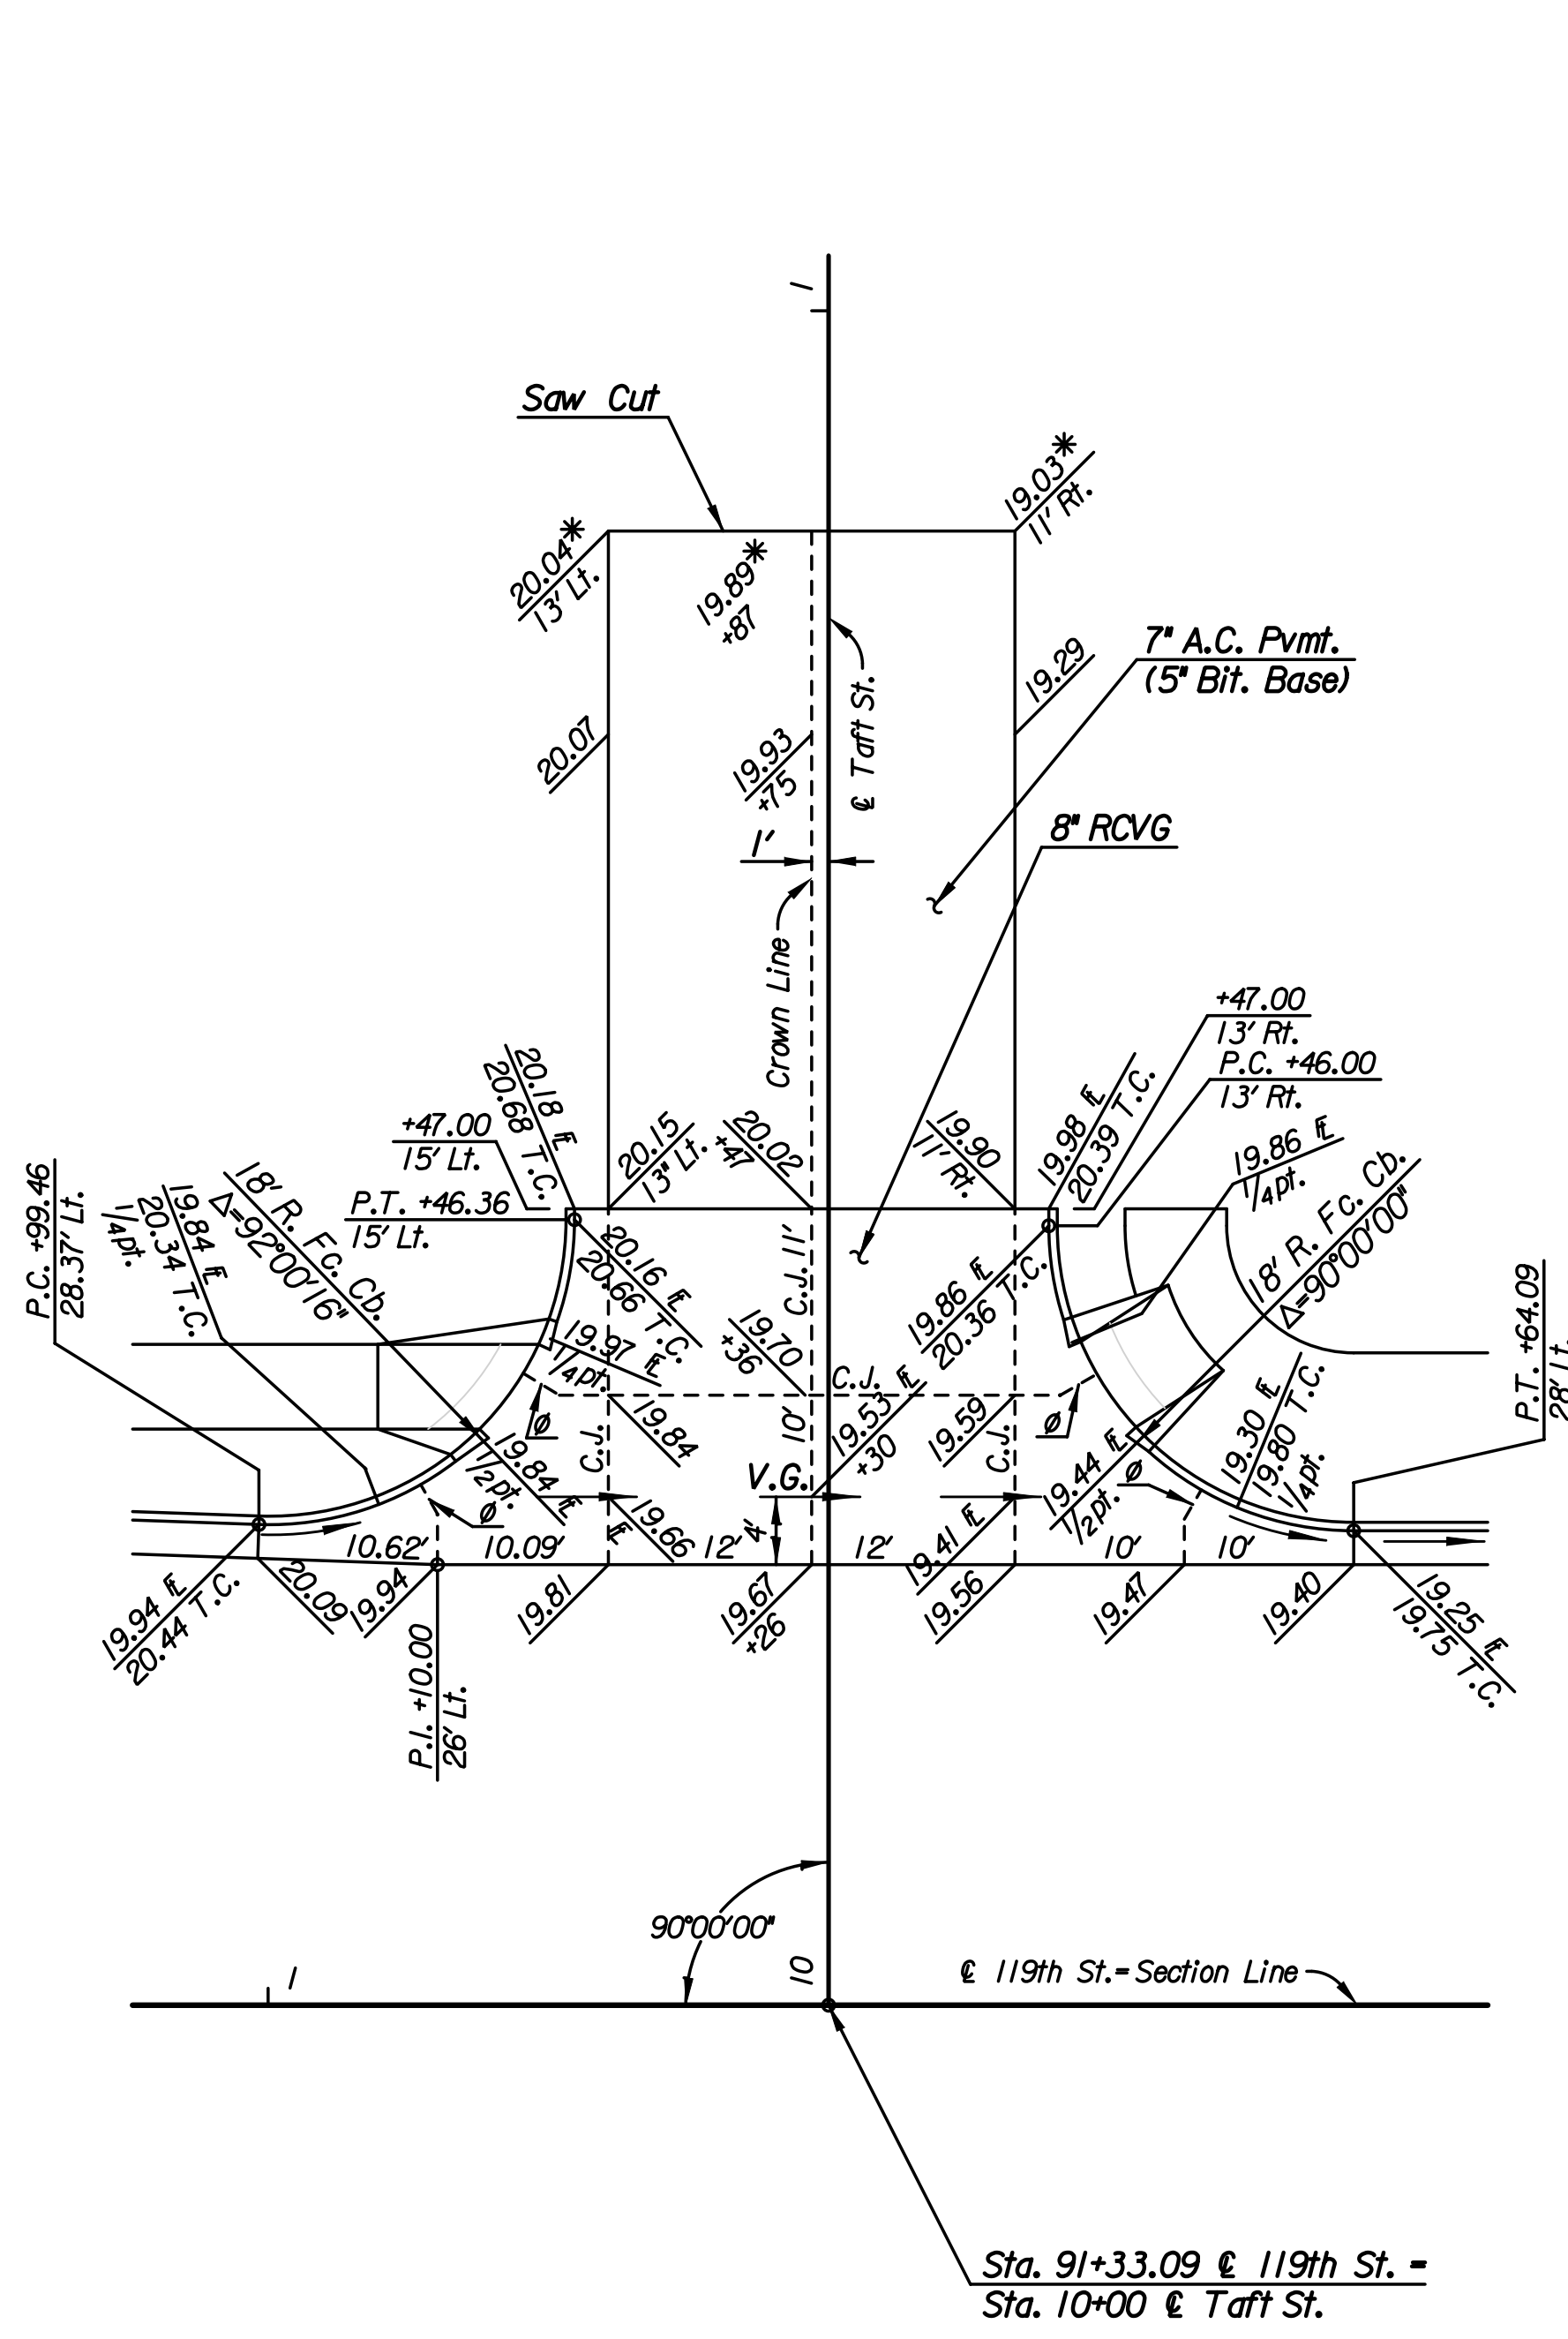 1
Saw Cut
19.03*
11' Rt.
20.04*
13' Lt.
19.89*
+87
7" A.C. Pvmt.
(5" Bit. Base)
19.29
20.07
19.93
+75
℄ Taft St.
8" RCVG
1'
Crown Line
+47.00
13' Rt.
P.C. +46.00
13' Rt.
20.18 ℄
20.68 T.C.
+47.00
15' Lt.
P.T. +46.36
15' Lt.
20.15
13" Lt.
20.02
+47
19.90
11' Rt.
19.98 ℄
20.39 T.C.
19.86 ℄
1/4pt.
18' R. Fc. Cb.
Δ=90°00'00"
P.C. +99.46
28.37' Lt.
19.84 ℄
20.34 T.C.
1/4pt.
18' R. Fc. Cb.
Δ=92°00'16"
20.16 ℄
20.66 T.C.
C.J. 11'
19.86 ℄
20.36 T.C.
P.T. +64.09
28' Lt.
19.97 ℄
1/4pt.
19.70
+36
C.J.
19.53 ℄
+30
19.59
ø
ø
19.84
10'
C.J.
C.J.
19.30 ℄
19.80 T.C.
1/4pt.
19.84 ℄
1/2pt.
ø
V.G.
19.44 ℄
1/2pt.
ø
19.66
℄
4'
19.41 ℄
10.62'
10.09'
12'
12'
10'
10'
19.94 ℄
20.44 T.C.
20.09
19.94
19.81
19.67
+26
19.56
19.47
19.40
19.25 ℄
19.75 T.C.
P.I. +10.00
26' Lt.
90°00'00"
10
℄ 119th St.= Section Line
1
Sta. 91+33.09 ℄ 119th St. =
Sta. 10+00 ℄ Taft St.